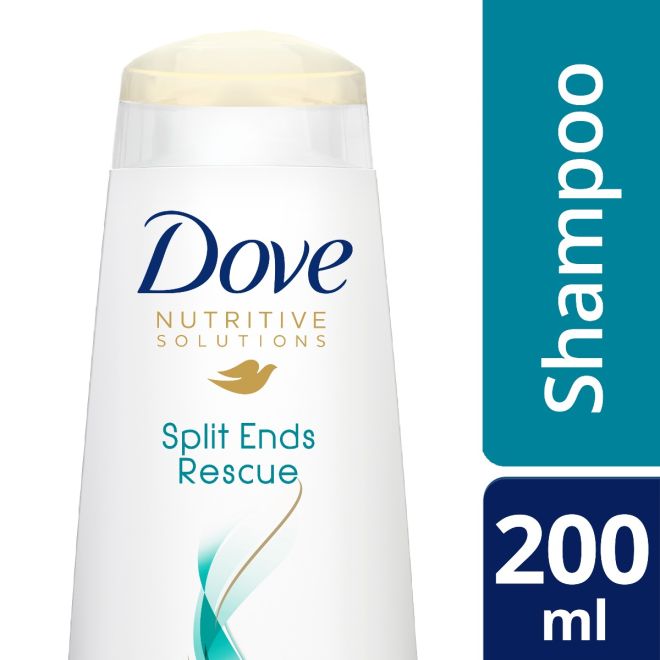 Dove
NUTRITIVE
SOLUTIONS
Split Ends
Rescue
Shampoo
200
ml